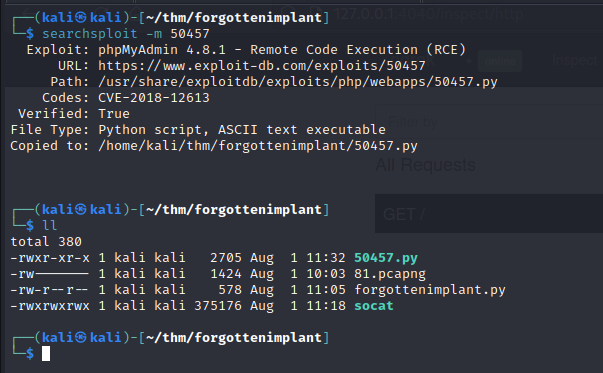 127.0.0.1
┌──(kali㉿kali)-[~/thm/forgottenimplant]
└─$ searchsploit -m 50457
Exploit: phpMyAdmin 4.8.1 - Remote Code Execution (RCE)
URL: https://www.exploit-db.com/exploits/50457
Path: /usr/share/exploitdb/exploits/php/webapps/50457.py
Codes: CVE-2018-12613
Verified: True
File Type: Python script, ASCII text executable
Copied to: /home/kali/thm/forgottenimplant/50457.py
All Requests
GET /
┌──(kali㉿kali)-[~/thm/forgottenimplant]
└─$ ll
total 380
-rwxr-xr-x 1 kali kali   2705 Aug  1 11:32 50457.py
-rw------- 1 kali kali   1424 Aug  1 10:03 81.pcapng
-rw-r--r-- 1 kali kali    578 Aug  1 11:05 forgottenimplant.py
-rwxrwxrwx 1 kali kali 375176 Aug  1 11:18 socat
┌──(kali㉿kali)-[~/thm/forgottenimplant]
└─$